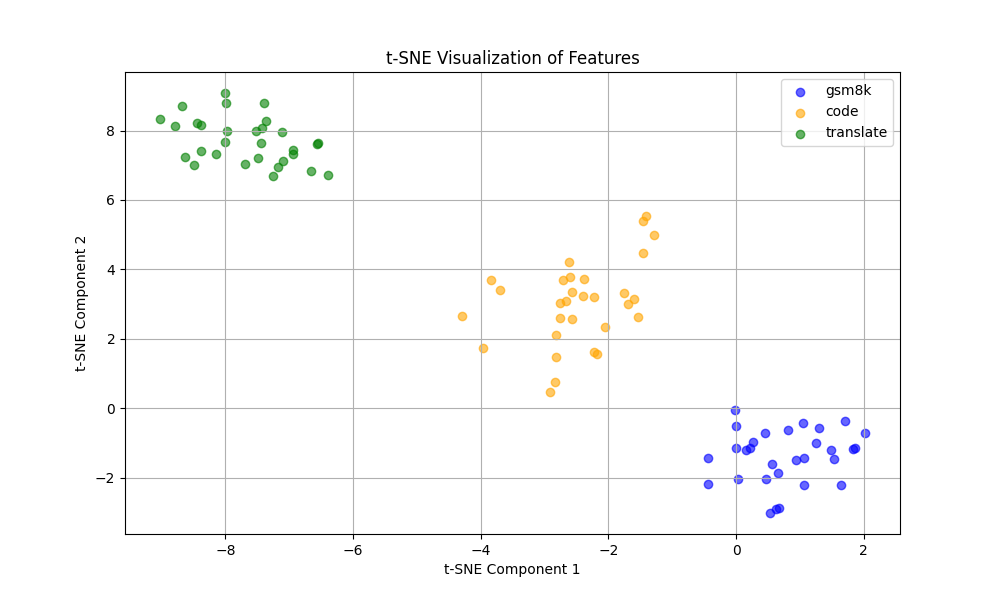 t-SNE Visualization of Features
gsm8k
code
translate
t-SNE Component 2
8
6
4
2
0
−2
−8
−6
−4
−2
0
2
t-SNE Component 1